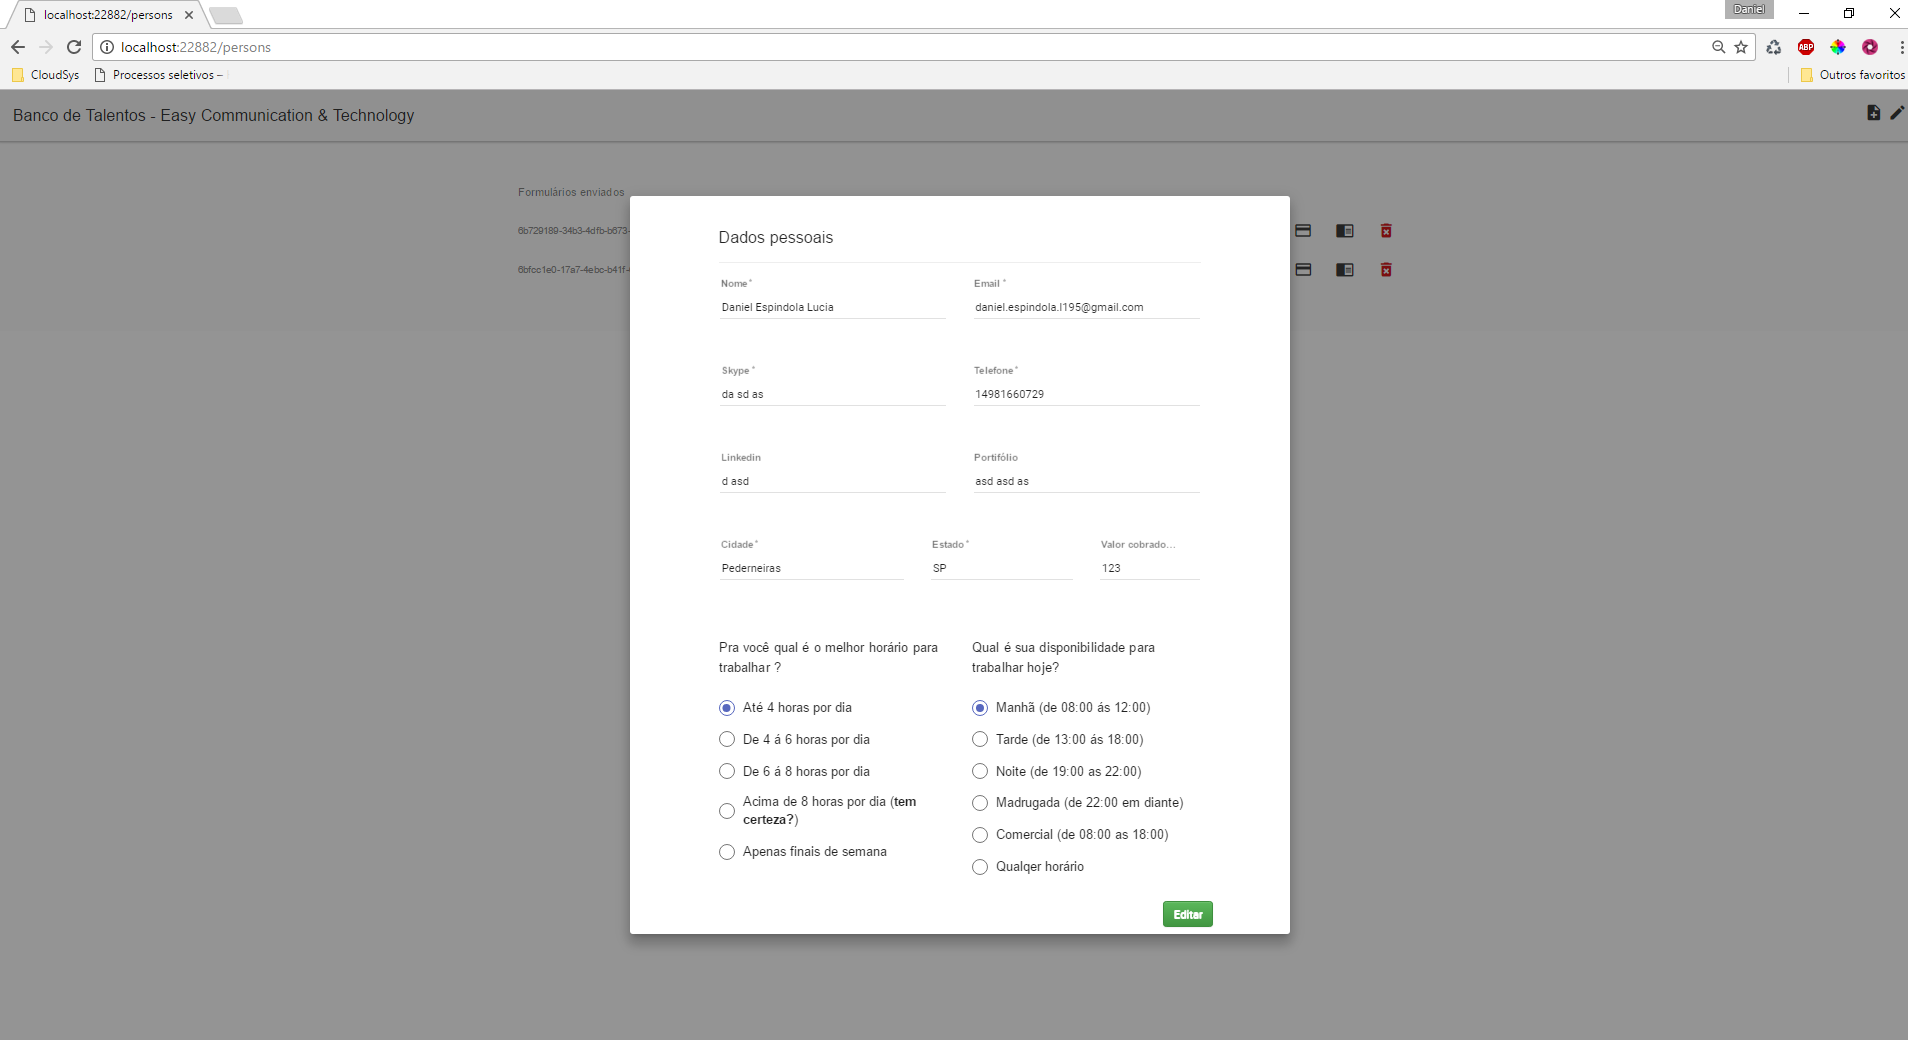 localhost:22882/persons
Daniel
localhost:22882/persons
ABP
CloudSys
Processos seletivos –
Outros favoritos
Banco de Talentos - Easy Communication & Technology
Formulários enviados
6b729189-34b3-4dfb-b673-
6bfcc1e0-17a7-4ebc-b41f-
Dados pessoais
Nome *
Email *
Daniel Espindola Lucia
daniel.espindola.l195@gmail.com
Skype *
Telefone *
da sd as
14981660729
Linkedin
Portifólio
d asd
asd asd as
Cidade *
Estado *
Valor cobrado...
Pederneiras
SP
123
Pra você qual é o melhor horário para
trabalhar ?
Até 4 horas por dia
De 4 á 6 horas por dia
De 6 á 8 horas por dia
Acima de 8 horas por dia (tem
certeza?)
Apenas finais de semana
Qual é sua disponibilidade para
trabalhar hoje?
Manhã (de 08:00 ás 12:00)
Tarde (de 13:00 ás 18:00)
Noite (de 19:00 as 22:00)
Madrugada (de 22:00 em diante)
Comercial (de 08:00 as 18:00)
Qualqer horário
Editar